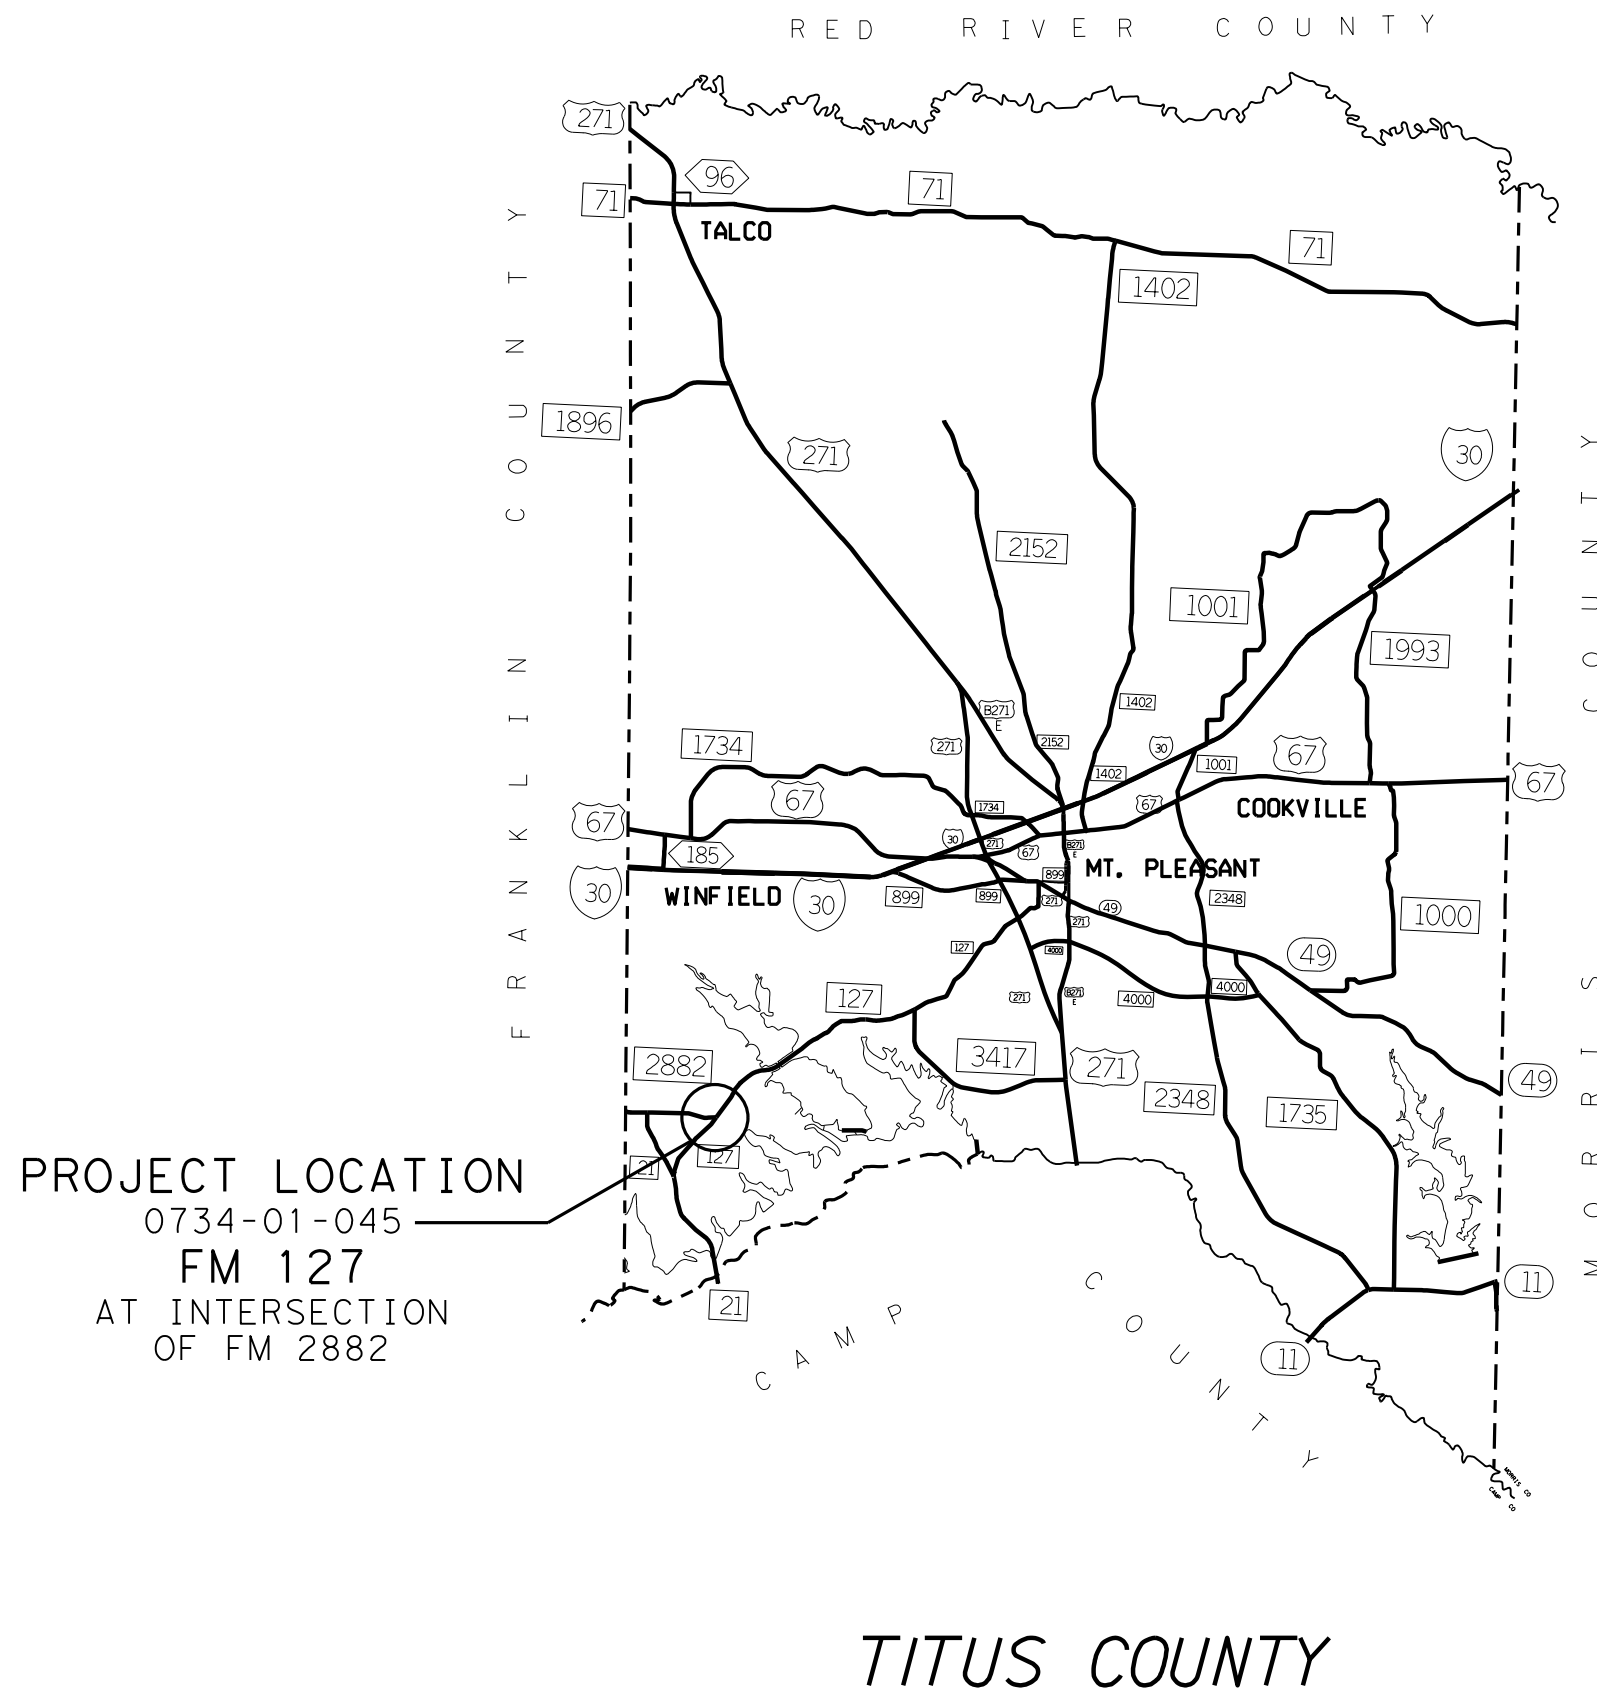 RED RIVER COUNTY
271
96
71
71
TALCO
71
1402
FRANKLIN COUNTY
MORRIS COUNTY
1896
271
30
2152
1001
1993
1402
B271
E
271
2152
30
1734
1402
1001
67
67
67
1734
67
COOKVILLE
67
30
271
67
B271
E
185
MT. PLEASANT
899
30
WINFIELD
30
899
899
271
49
2348
1000
271
127
4000
49
127
271
B271
E
4000
4000
2882
3417
271
2348
1735
49
127
21
PROJECT LOCATION
0734-01-045
FM 127
AT INTERSECTION
OF FM 2882
21
11
11
CAMP COUNTY
MORRIS CO
CAMP CO
TITUS COUNTY